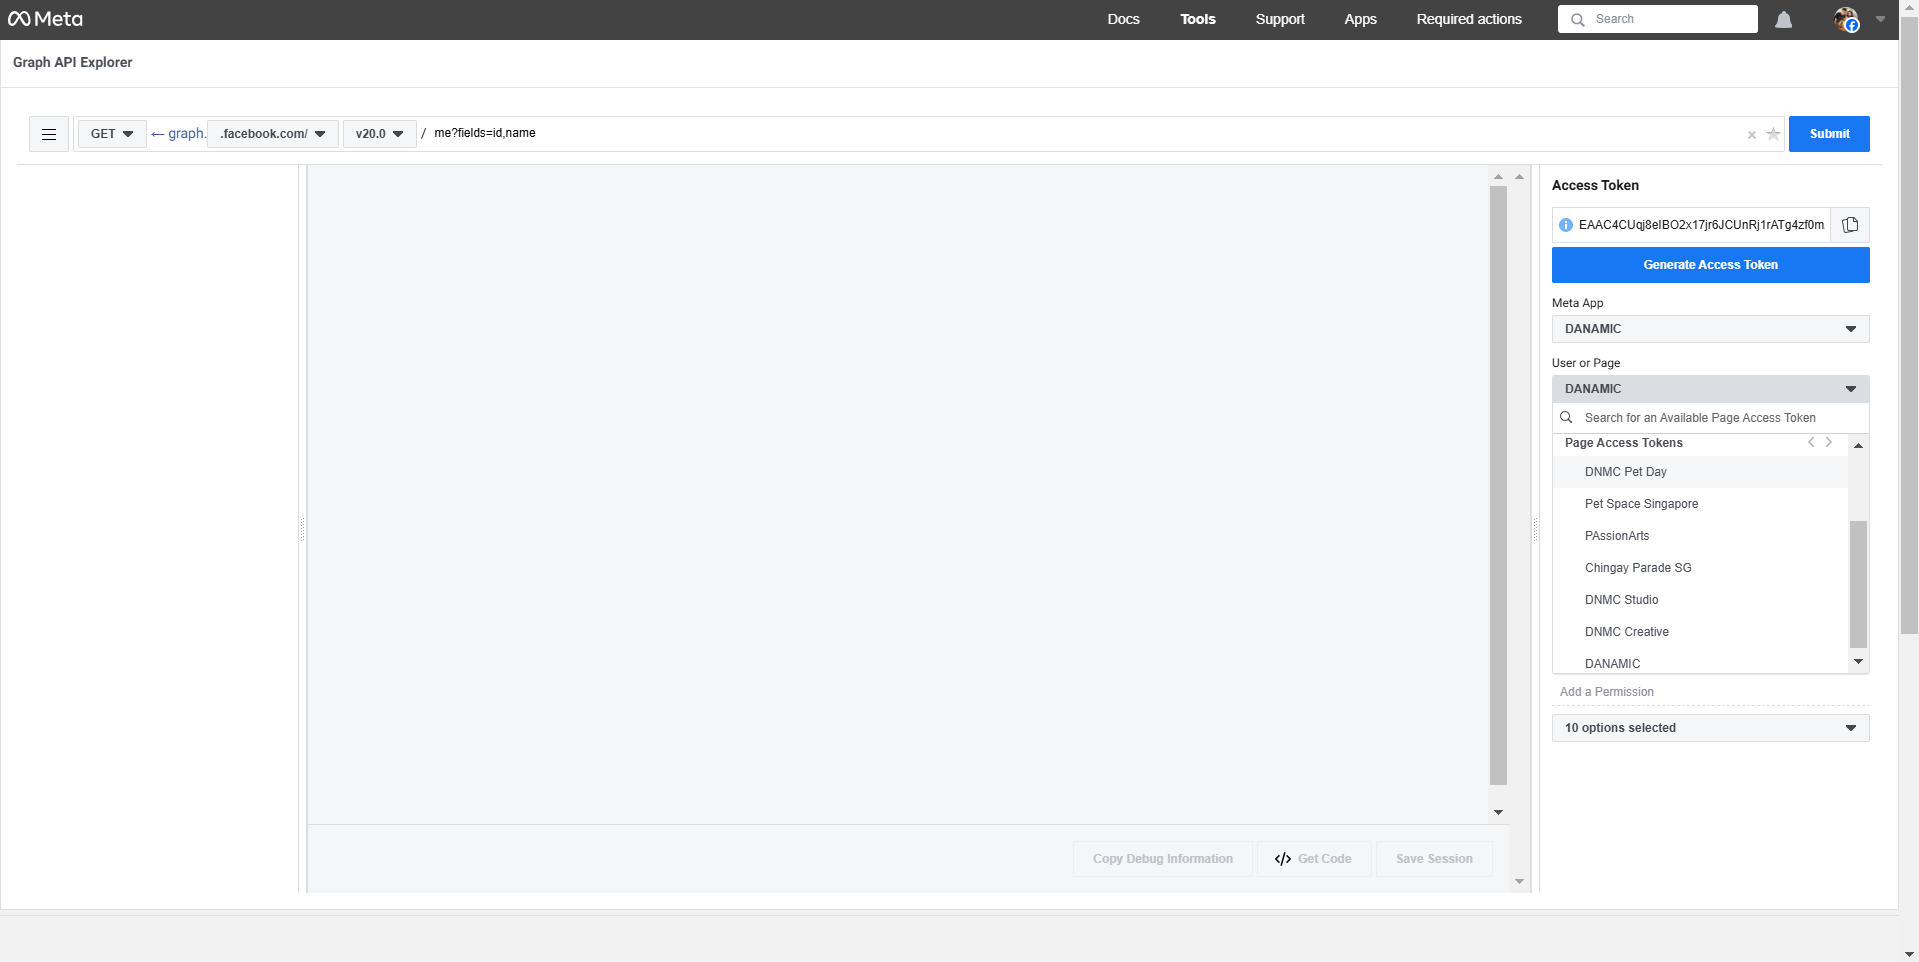 Meta
Docs
Tools
Support
Apps
Required actions
Search
Graph API Explorer
GET
← graph.
.facebook.com/
v20.0
/
me?fields=id,name
Submit
Access Token
EAAC4CUqj8eIBO2x17jr6JCUnRj1rATg4zf0m
Generate Access Token
Meta App
DANAMIC
User or Page
DANAMIC
Search for an Available Page Access Token
Page Access Tokens
DNMC Pet Day
Pet Space Singapore
PAssionArts
Chingay Parade SG
DNMC Studio
DNMC Creative
DANAMIC
Add a Permission
10 options selected
Copy Debug Information
</> Get Code
Save Session